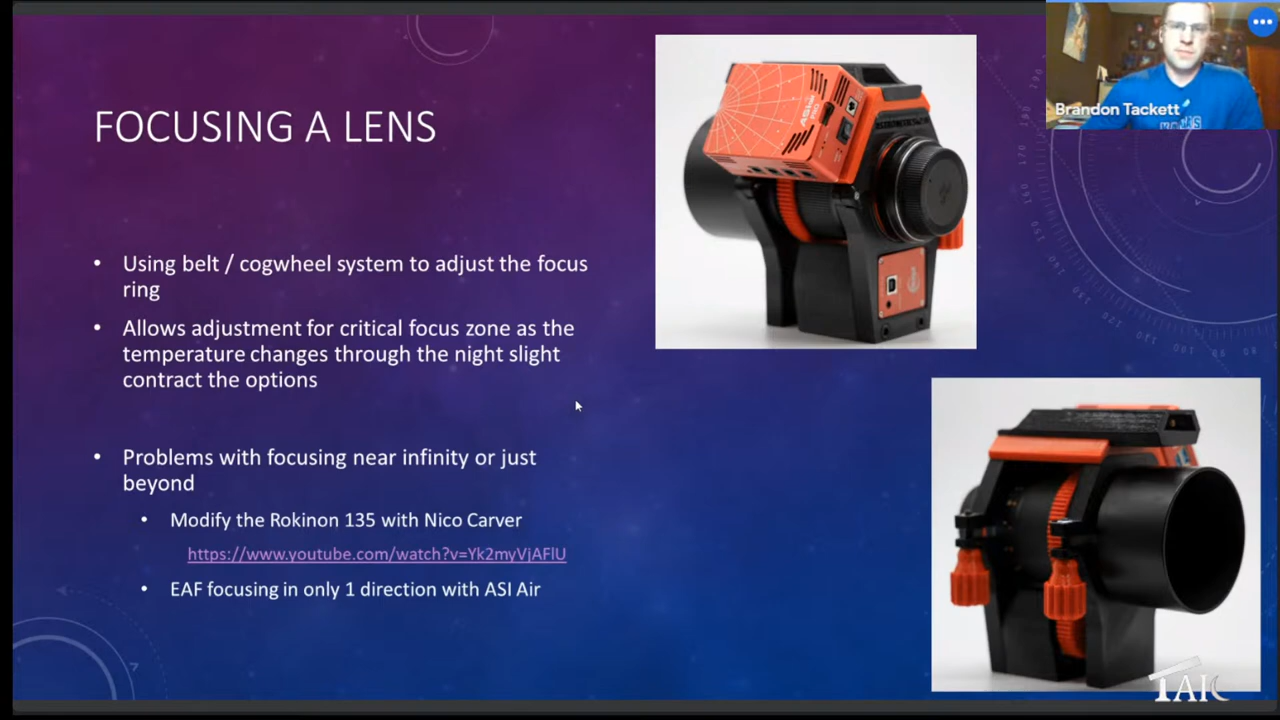 FOCUSING A LENS
• Using belt / cogwheel system to adjust the focus
ring
• Allows adjustment for critical focus zone as the
temperature changes through the night slight
contract the options
• Problems with focusing near infinity or just
beyond
• Modify the Rokinon 135 with Nico Carver
https://www.youtube.com/watch?v=Yk2myVjAFlU
• EAF focusing in only 1 direction with ASI Air
Brandon Tackett
TAIC